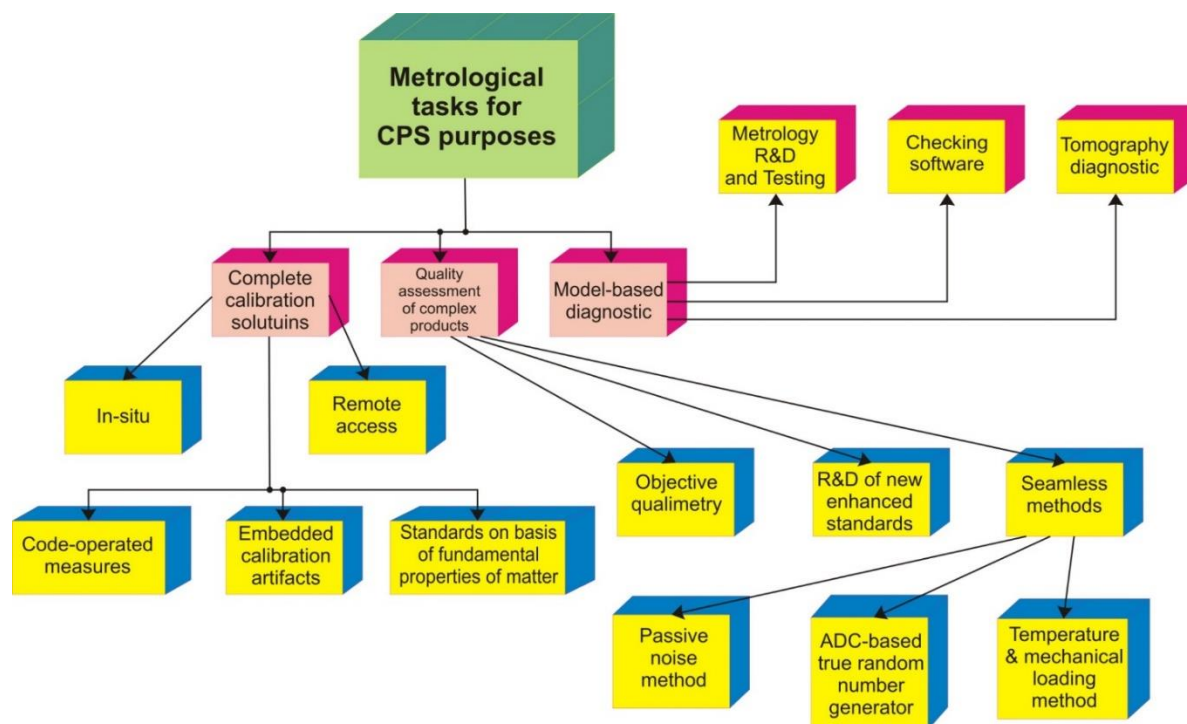 Metrological
tasks for
CPS purposes
Metrology
R&D
and Testing
Checking
software
Tomography
diagnostic
Complete
calibration
solutuins
Quality
assessment
of complex
products
Model-based
diagnostic
In-situ
Remote
access
Objective
qualimetry
R&D of new
enhanced
standards
Seamless
methods
Code-operated
measures
Embedded
calibration
artifacts
Standards on basis
of fundamental
properties of matter
Passive
noise
method
ADC-based
true random
number
generator
Temperature
& mechanical
loading
method